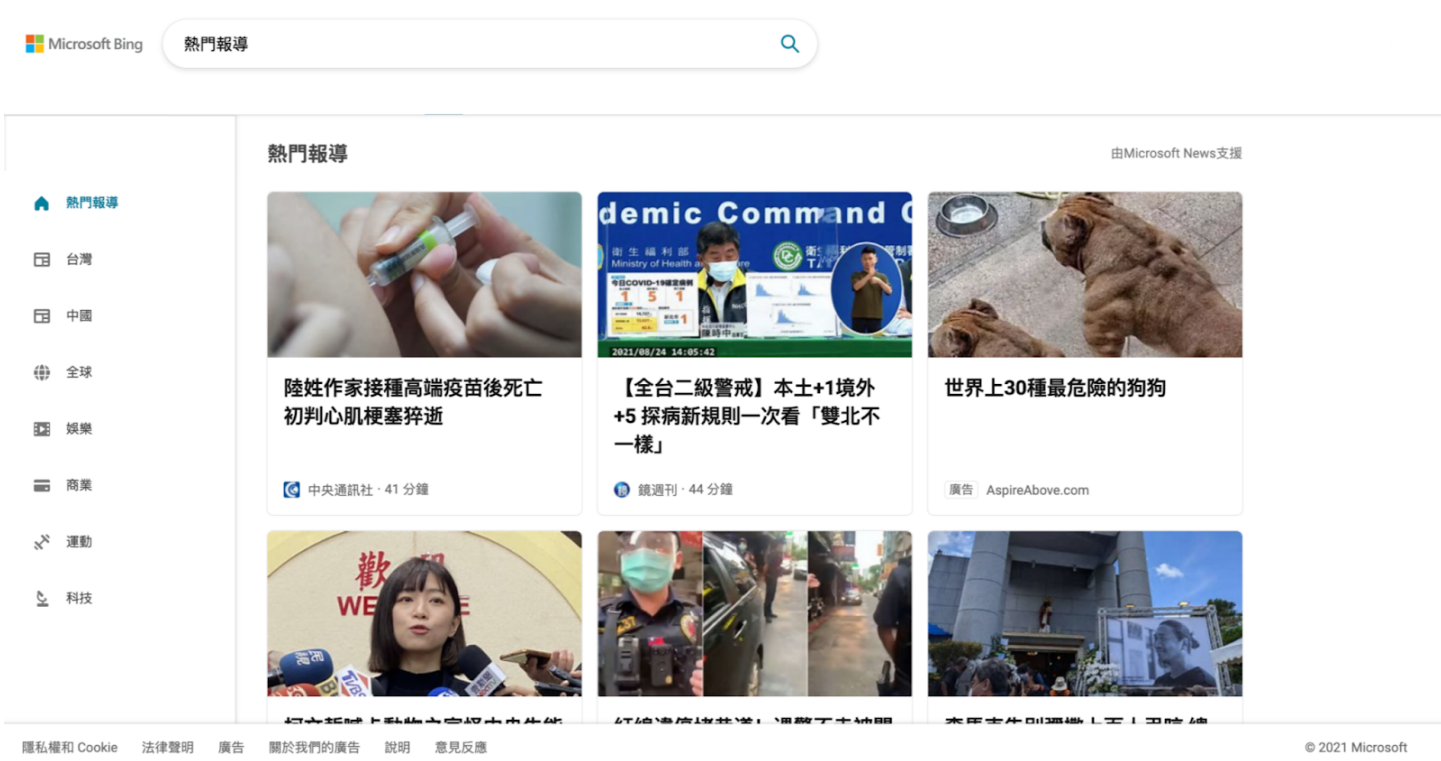 Microsoft Bing
熱門報導
熱門報導
由Microsoft News支援
熱門報導
台灣
中國
全球
娛樂
商業
運動
科技
demic Command C
衛生福利部
Ministry of Health a
今日COVID-19確定病例
1 5 1
陳時中
2021/08/24 14:05:42
陸姓作家接種高端疫苗後死亡
初判心肌梗塞猝逝
中央通訊社 · 41 分鐘
【全台二級警戒】本土+1境外
+5 探病新規則一次看「雙北不
一樣」
鏡週刊 · 44 分鐘
世界上30種最危險的狗狗
廣告 AspireAbove.com
歡
WE
E
民視
TVBS
隱私權和 Cookie
法律聲明
廣告
關於我們的廣告
說明
意見反應
© 2021 Microsoft